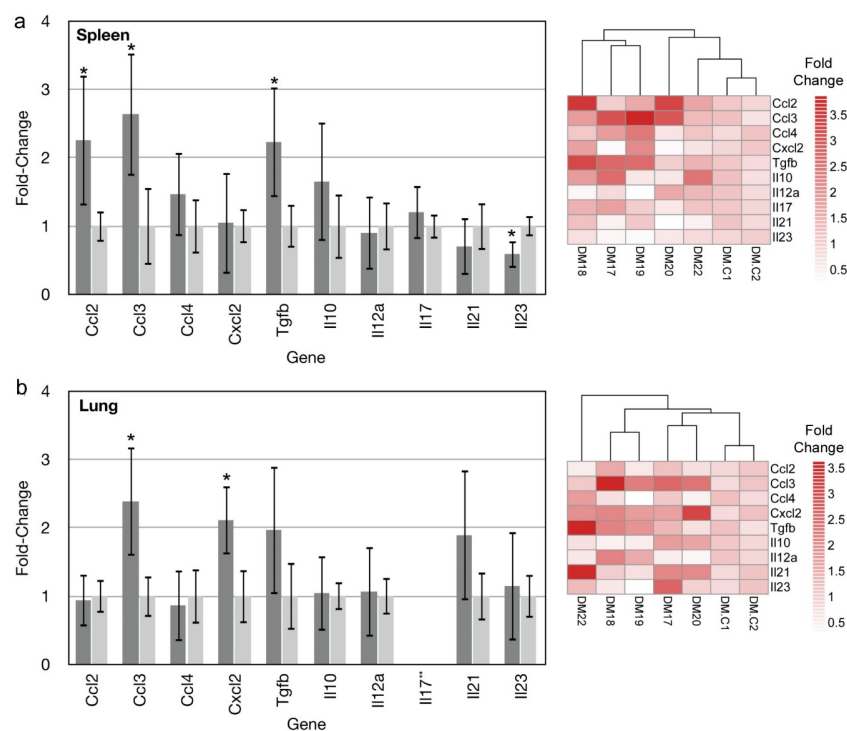 a
Spleen
4
3
2
1
0
Fold-Change
*
*
*
*
Ccl2
Ccl3
Ccl4
Cxcl2
Tgfb
Il10
Il12a
Il17
Il21
Il23
Gene
Fold
Change
Ccl2
Ccl3
Ccl4
Cxcl2
Tgfb
Il10
Il12a
Il17
Il21
Il23
DM18
DM17
DM19
DM20
DM22
DM.C1
DM.C2
3.5
3
2.5
2
1.5
1
0.5
b
Lung
4
3
2
1
0
Fold-Change
*
*
Ccl2
Ccl3
Ccl4
Cxcl2
Tgfb
Il10
Il12a
Il17**
Il21
Il23
Gene
Fold
Change
Ccl2
Ccl3
Ccl4
Cxcl2
Tgfb
Il10
Il12a
Il21
Il23
DM22
DM18
DM19
DM17
DM20
DM.C1
DM.C2
3.5
3
2.5
2
1.5
1
0.5